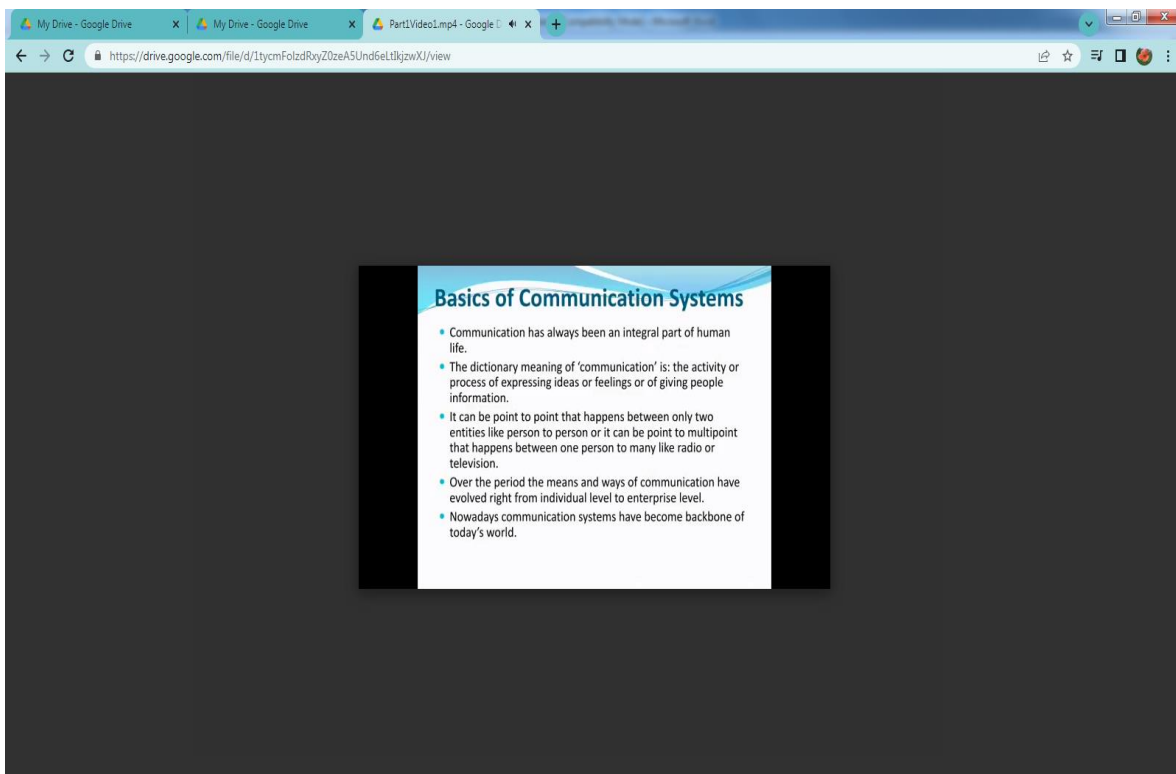 My Drive - Google Drive
My Drive - Google Drive
Part1Video1.mp4 - Google D
https://drive.google.com/file/d/1tycmFolzdRxyZ0zeA5Und6eLtIkjzwXJ/view
Basics of Communication Systems
• Communication has always been an integral part of human
life.
• The dictionary meaning of ‘communication’ is: the activity or
process of expressing ideas or feelings or of giving people
information.
• It can be point to point that happens between only two
entities like person to person or it can be point to multipoint
that happens between one person to many like radio or
television.
• Over the period the means and ways of communication have
evolved right from individual level to enterprise level.
• Nowadays communication systems have become backbone of
today’s world.